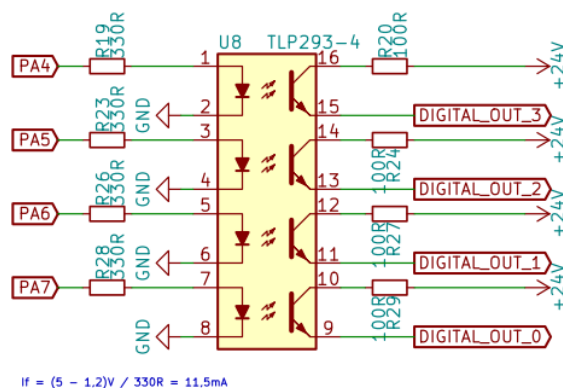 U8 TLP293-4
R19
330R
R20
100R
PA4
1
16
+24V
GND
2
15
DIGITAL_OUT_3
R23
330R
PA5
3
14
+24V
100R
R24
GND
4
13
DIGITAL_OUT_2
R26
330R
PA6
5
12
+24V
100R
R27
GND
6
11
DIGITAL_OUT_1
R28
330R
PA7
7
10
+24V
100R
R29
GND
8
9
DIGITAL_OUT_0
If = (5 - 1,2)V / 330R = 11,5mA